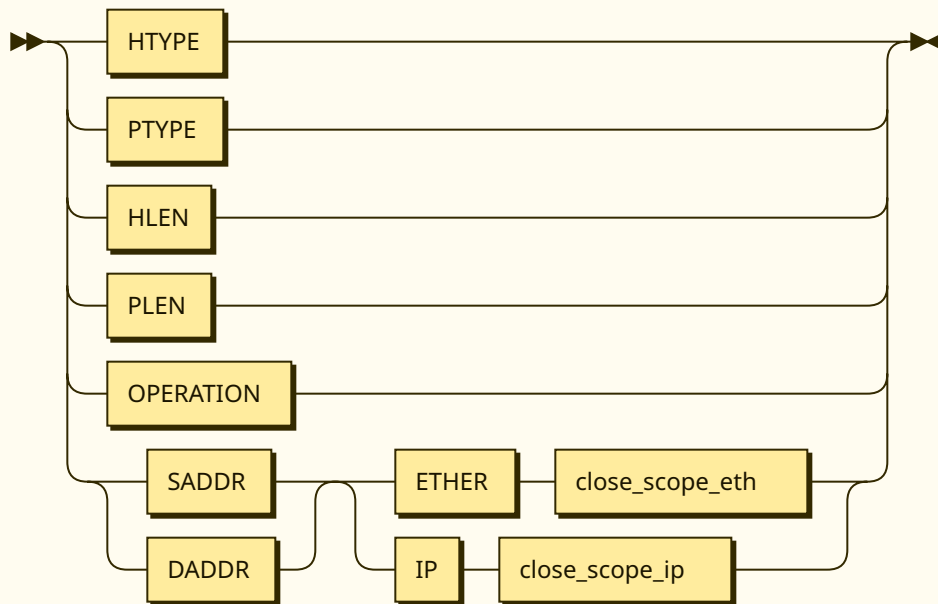 HTYPE
PTYPE
HLEN
PLEN
OPERATION
SADDR ETHER close_scope_eth
DADDR IP close_scope_ip